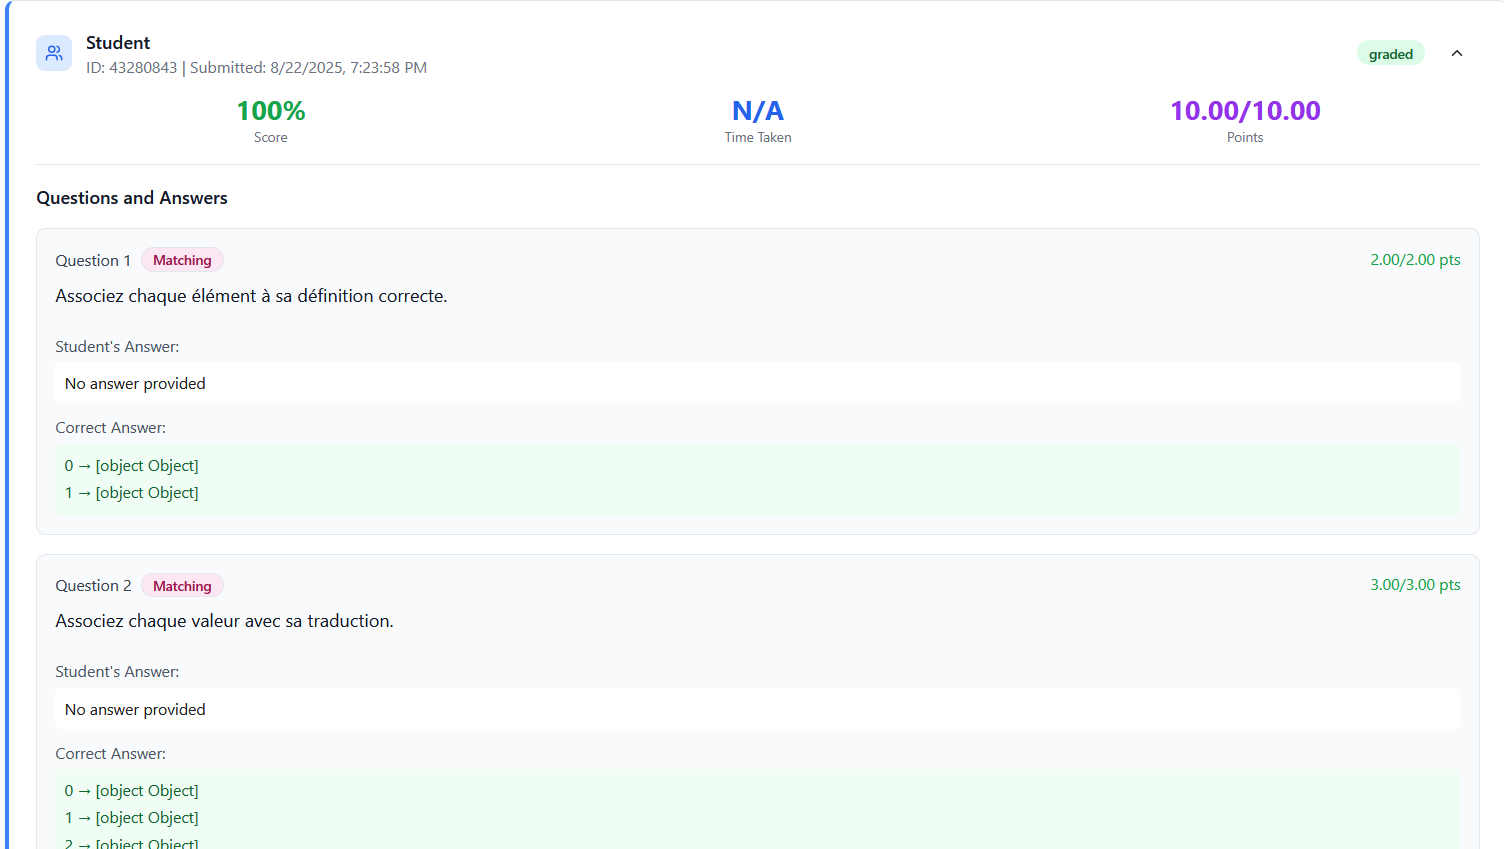 Student
ID: 43280843 | Submitted: 8/22/2025, 7:23:58 PM
graded
100%
Score
N/A
Time Taken
10.00/10.00
Points
Questions and Answers
Question 1 Matching 2.00/2.00 pts
Associez chaque élément à sa définition correcte.
Student's Answer:
No answer provided
Correct Answer:
0 → [object Object]
1 → [object Object]
Question 2 Matching 3.00/3.00 pts
Associez chaque valeur avec sa traduction.
Student's Answer:
No answer provided
Correct Answer:
0 → [object Object]
1 → [object Object]
2 → [object Object]